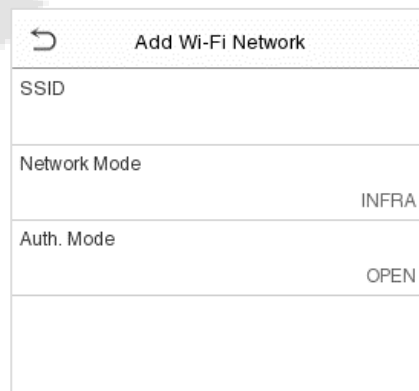 Add Wi-Fi Network
SSID
Network Mode
INFRA
Auth. Mode
OPEN